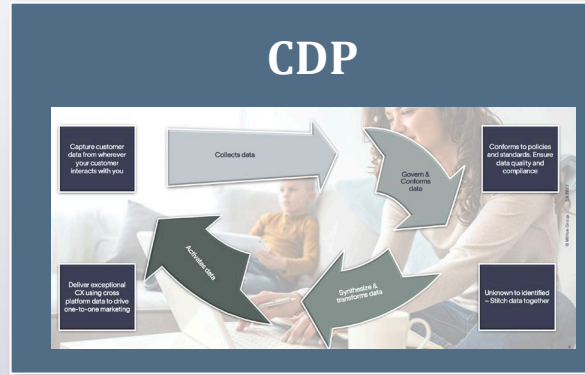 CDP
Capture customer
data from wherever
your customer
interacts with you
Collects data
Govern &
Conforms
data
Conforms to policies
and standards. Ensure
data quality and
compliance
Activates data
Synthesize &
transforms data
Deliver exceptional
CX using cross
platform data to drive
one-to-one marketing
Unknown to identified
– Stitch data together